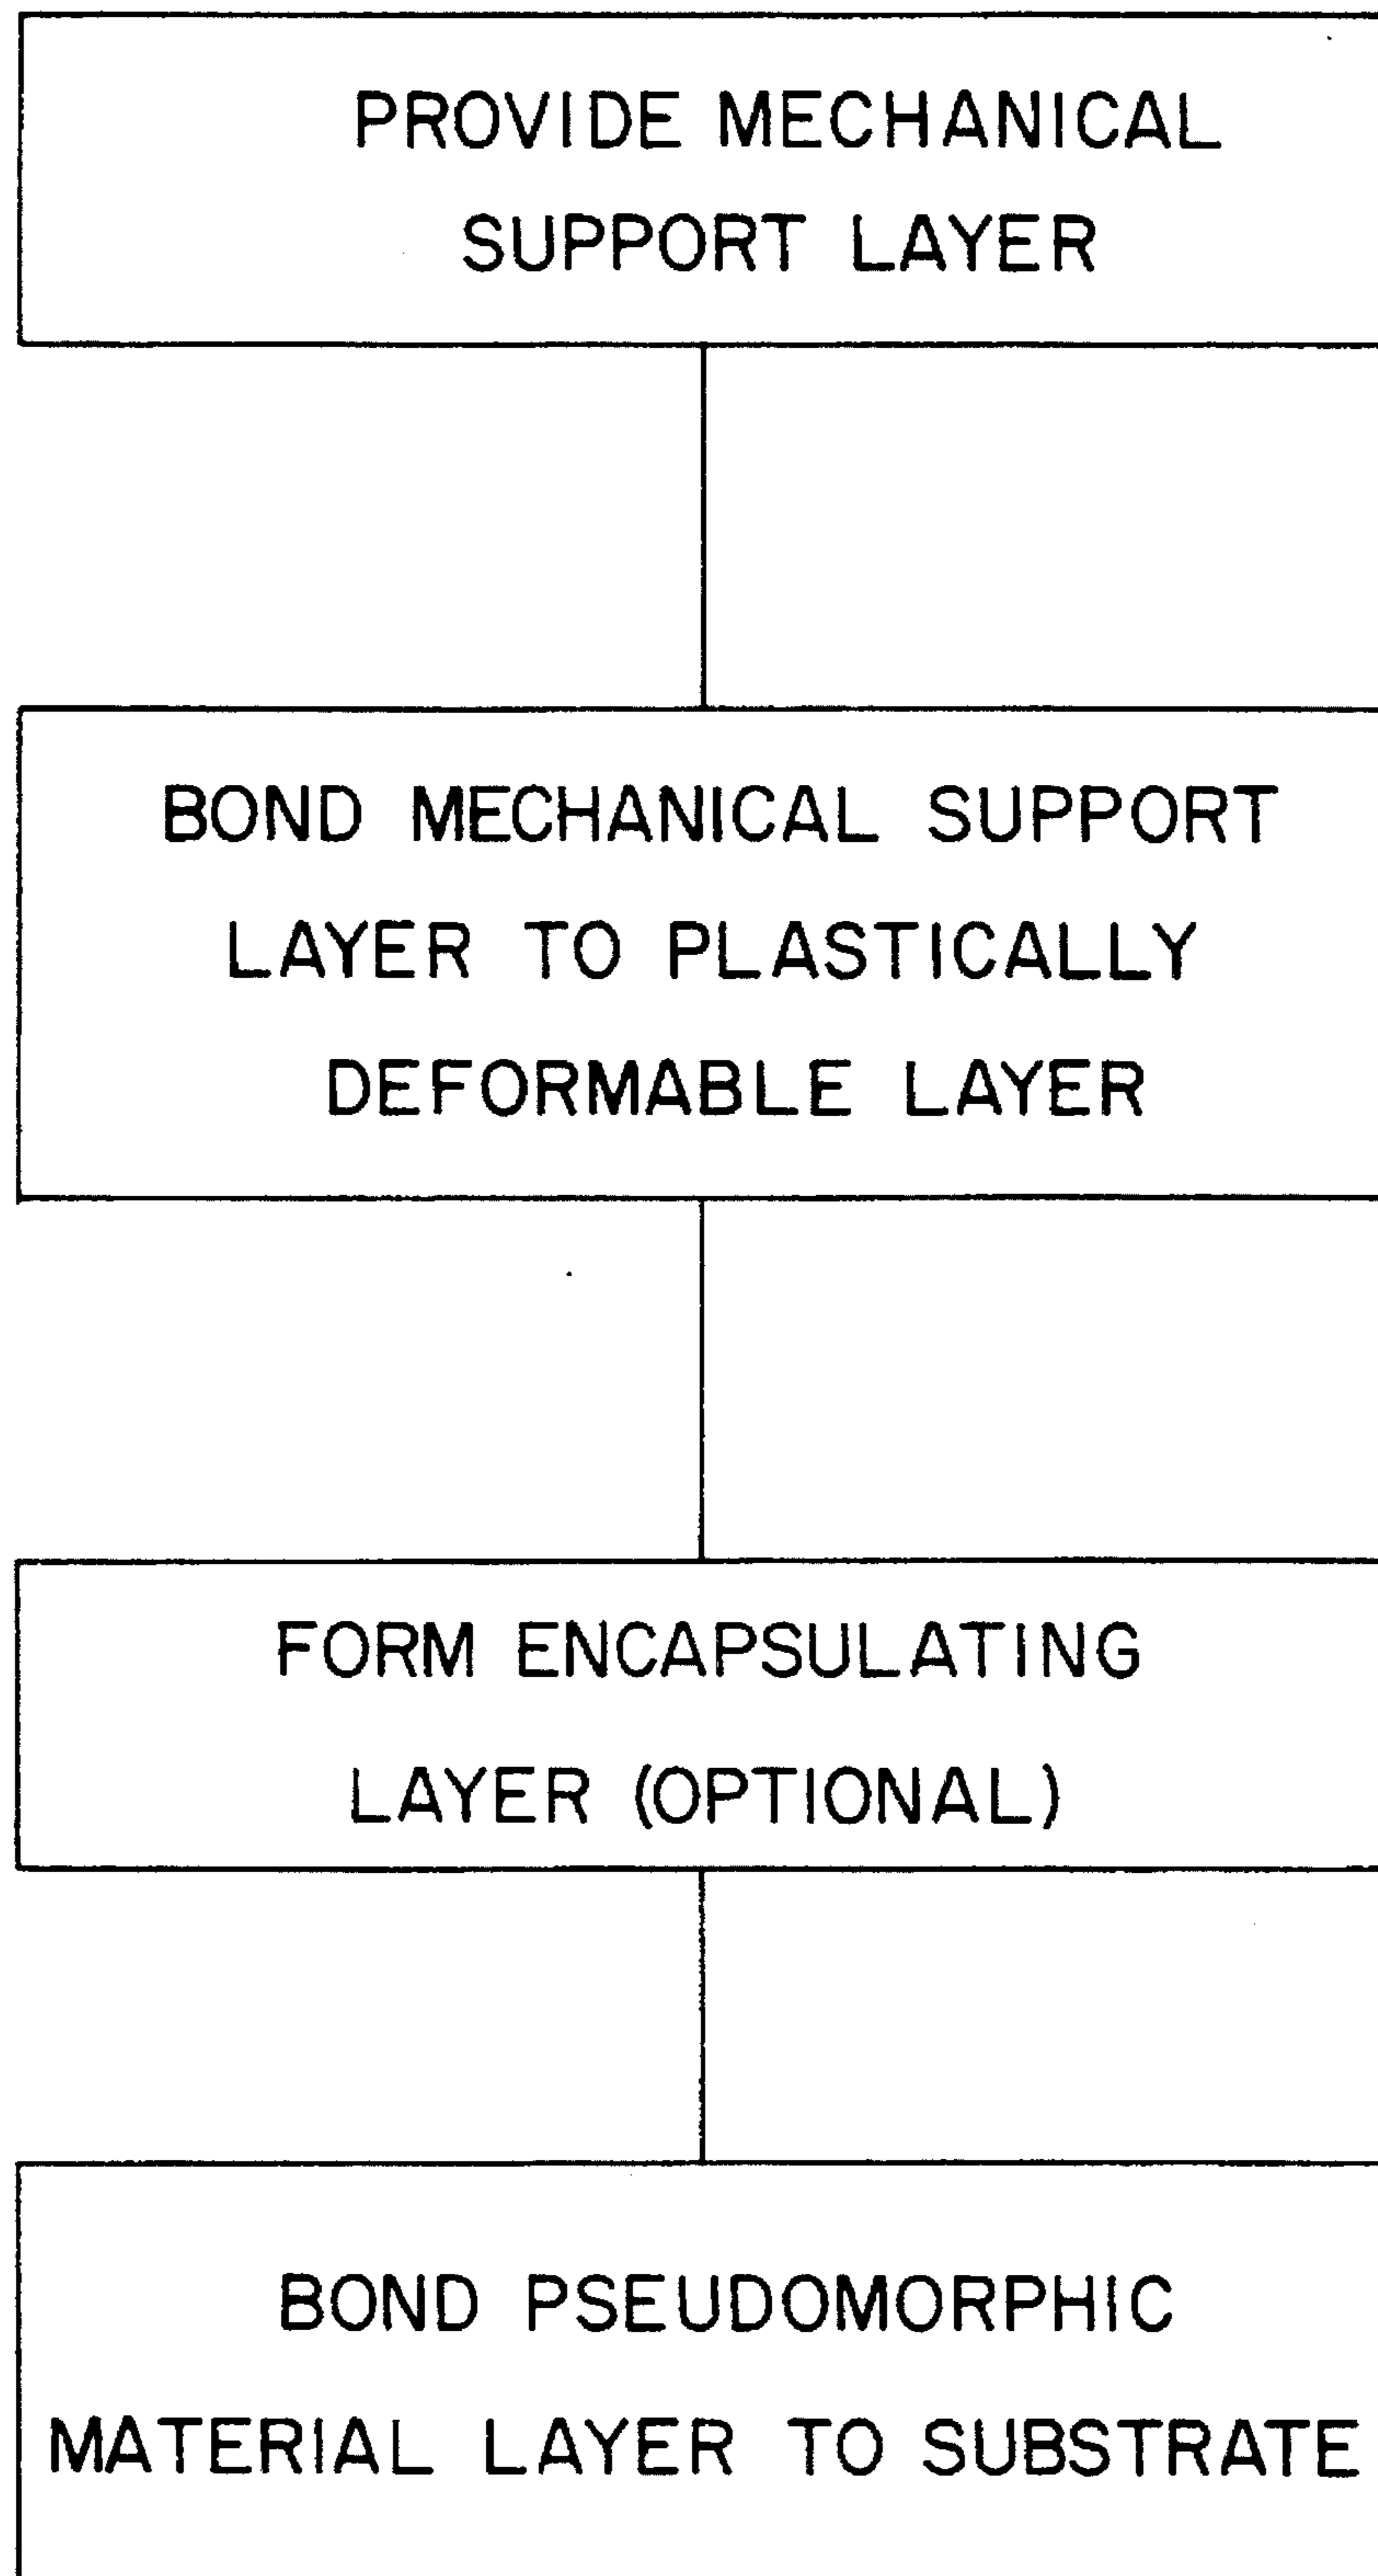 PROVIDE MECHANICAL
SUPPORT LAYER
BOND MECHANICAL SUPPORT
LAYER TO PLASTICALLY
DEFORMABLE LAYER
FORM ENCAPSULATING
LAYER (OPTIONAL)
BOND PSEUDOMORPHIC
MATERIAL LAYER TO SUBSTRATE